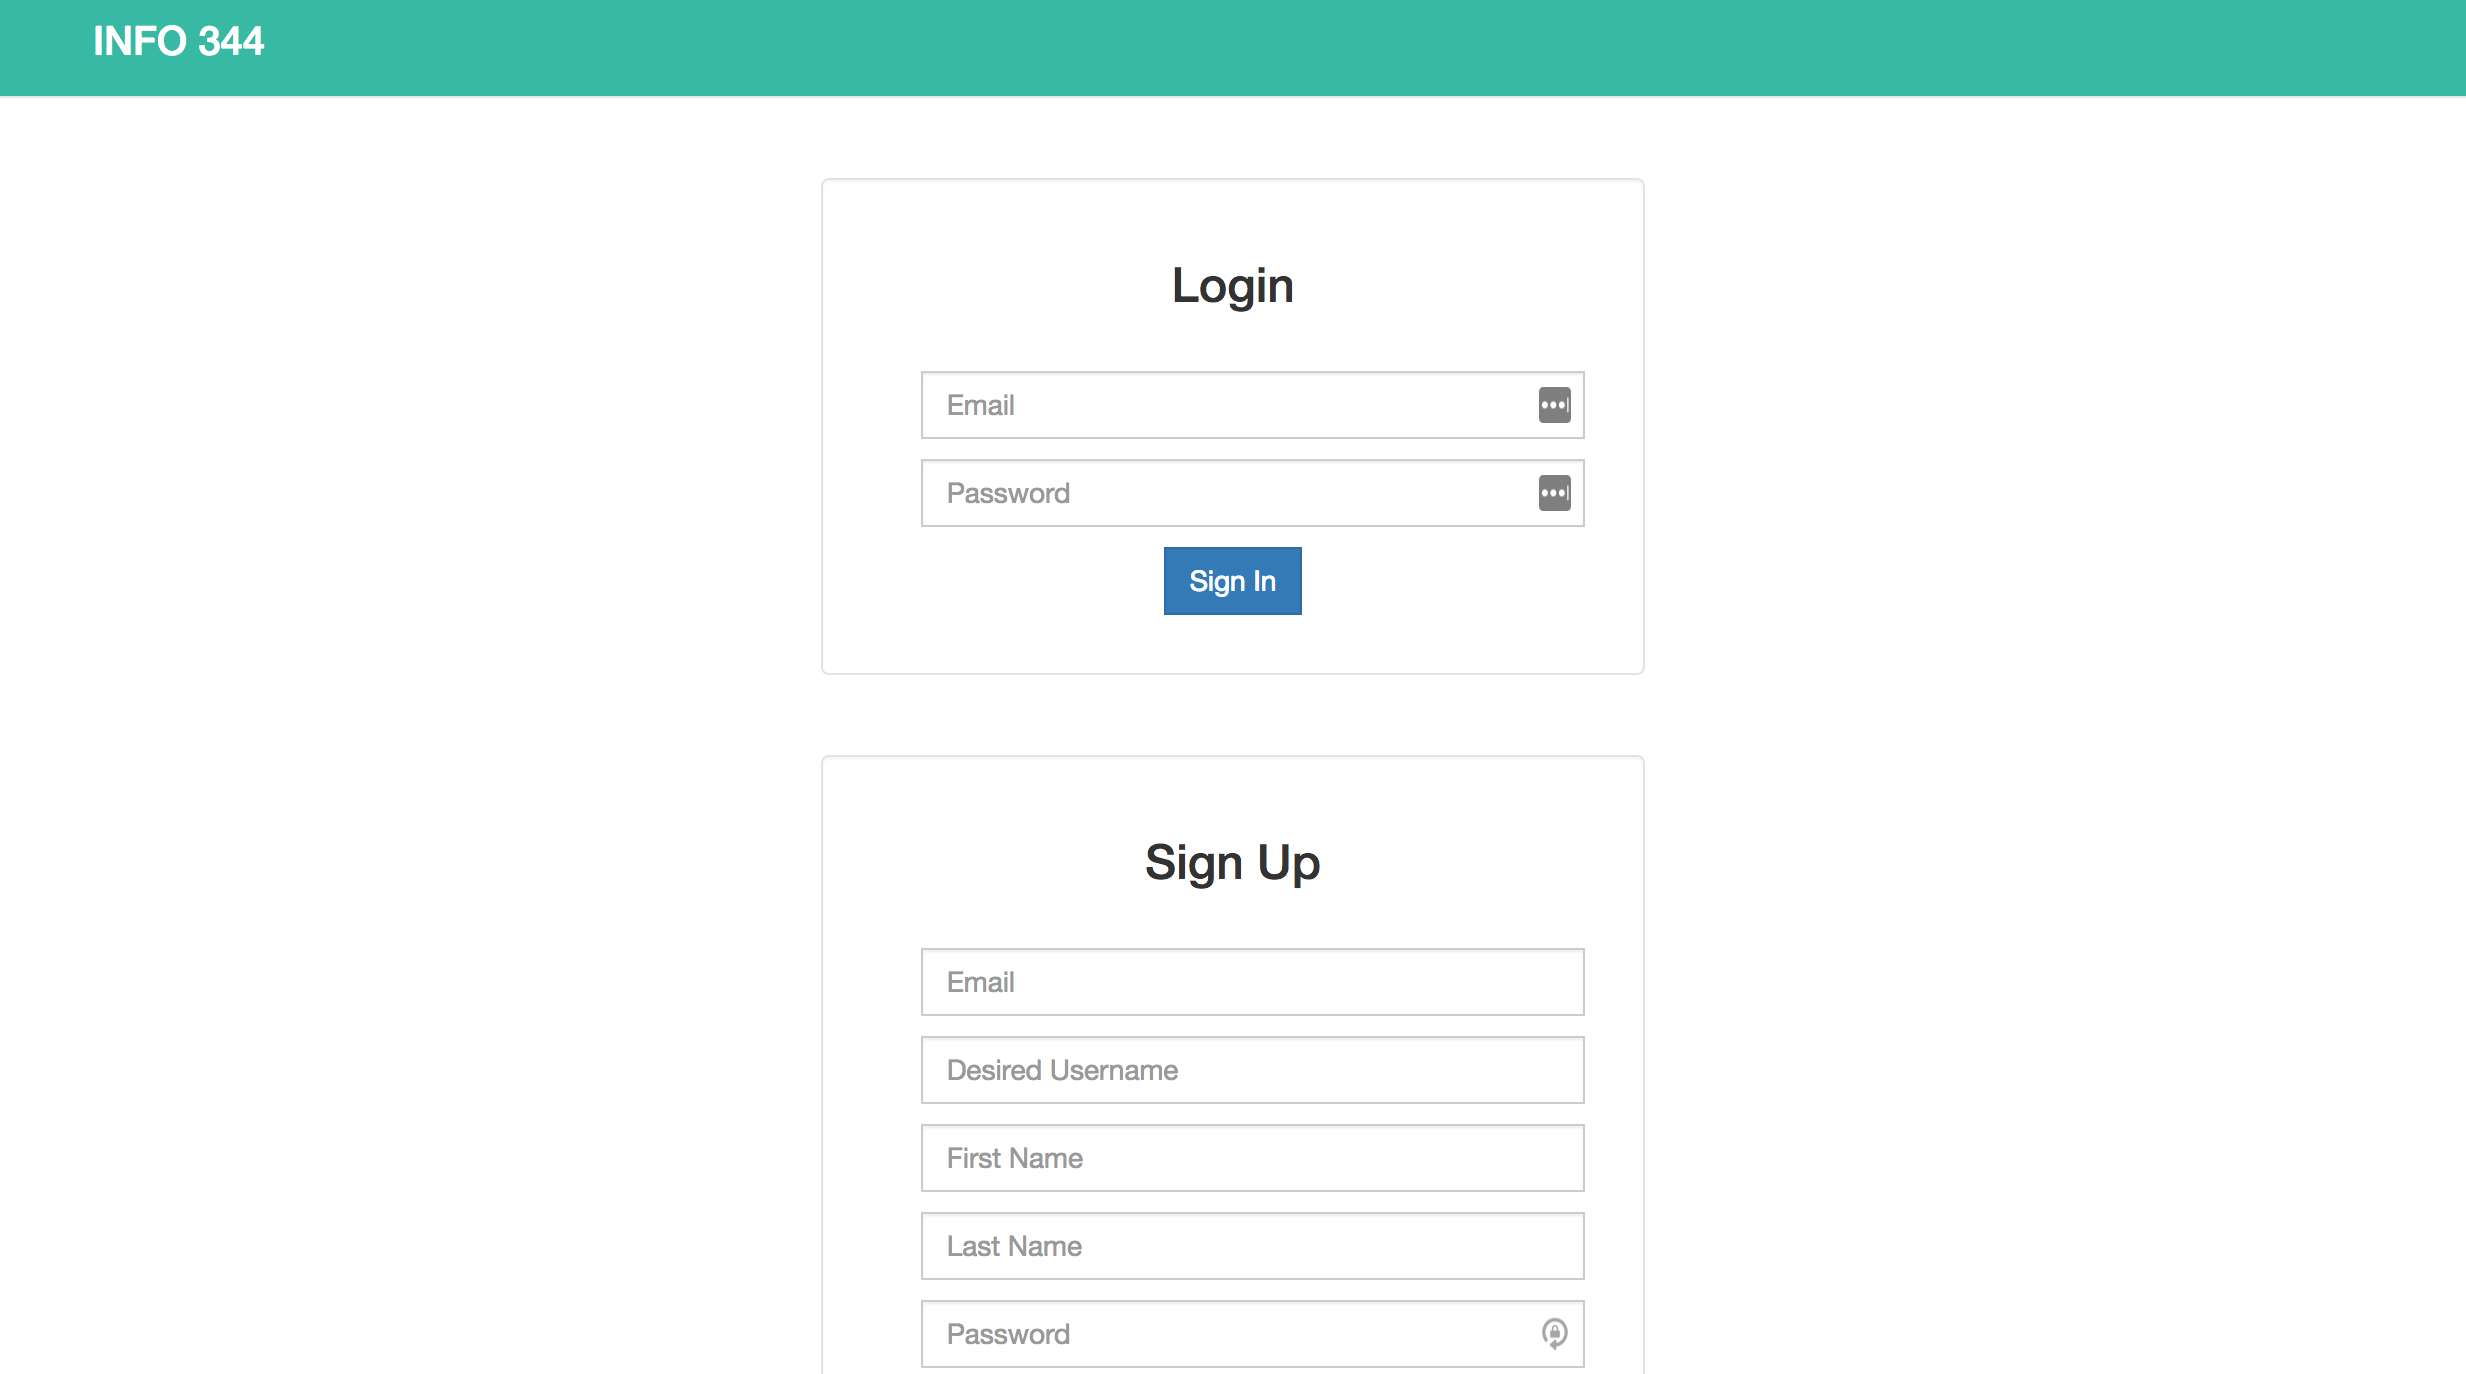 INFO 344
Login
Email
Password
Sign In
Sign Up
Email
Desired Username
First Name
Last Name
Password